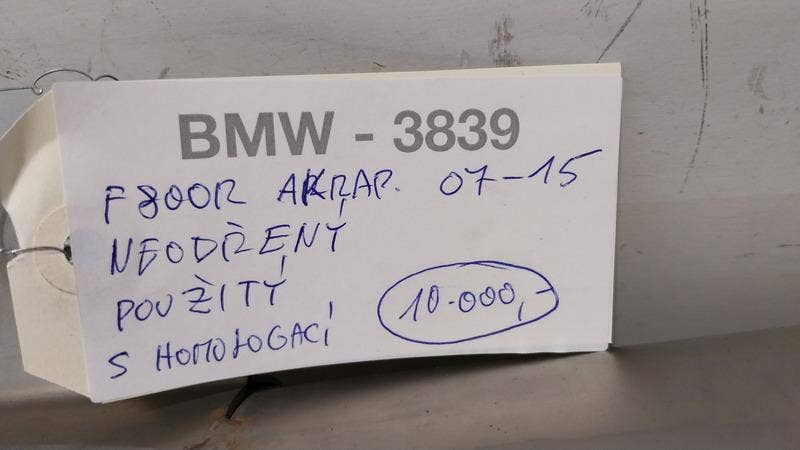 BMW - 3839
F800R AKRAP. 07-15
NEODŘENÝ
POUŽITÝ
S HOMOLOGACÍ
10.000,-